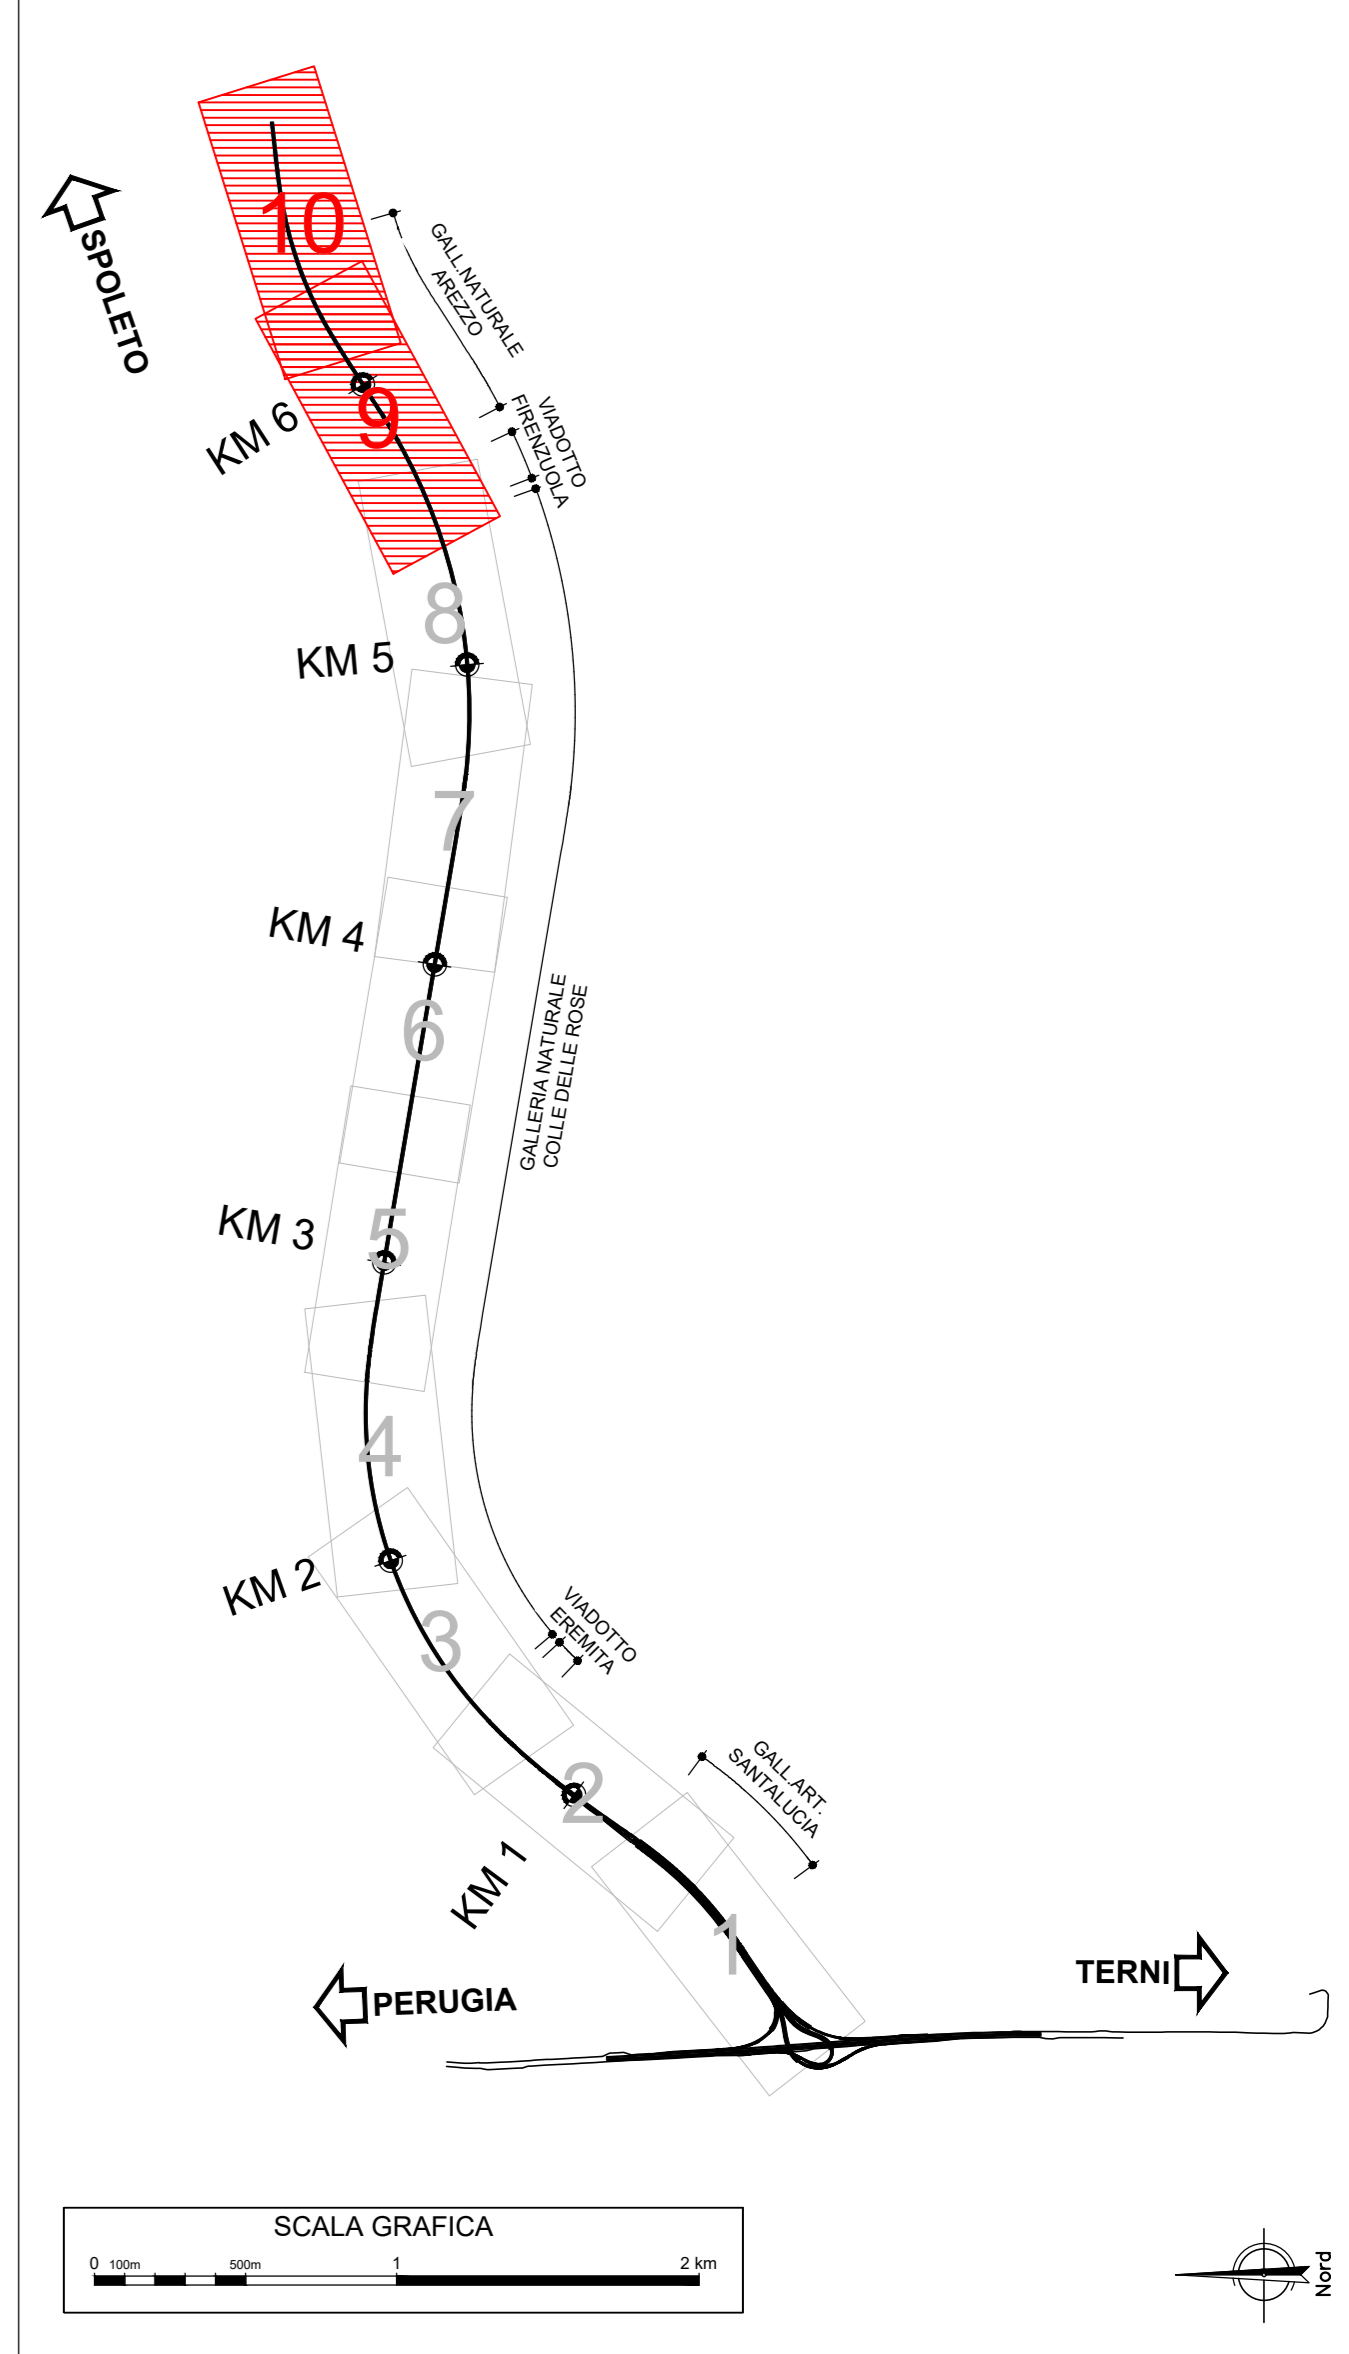 10
SPOLETO
GALL.NATURALE
AREZZO
KM 6
9
VIADOTTO
FIRENZUOLA
8
KM 5
7
KM 4
6
GALLERIA NATURALE
COLLE DELLE ROSE
KM 3
5
4
KM 2
3
VIADOTTO
EREMITA
2
GALL.ART.
SANTALUCIA
KM 1
1
TERNI
PERUGIA
SCALA GRAFICA
0 100m 500m 1 2 km
Nord